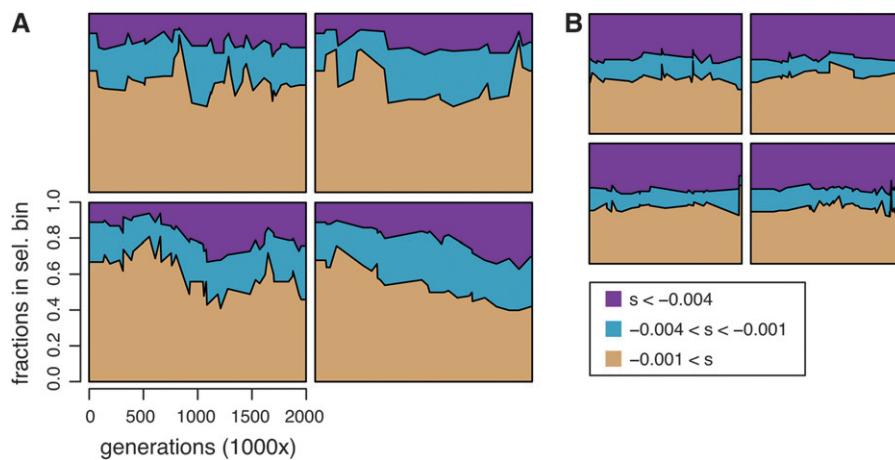 A
B
fractions in sel. bin
1.0
0.8
0.6
0.4
0.2
0.0
0 500 1000 1500 2000
generations (1000x)
s < −0.004
−0.004 < s < −0.001
−0.001 < s